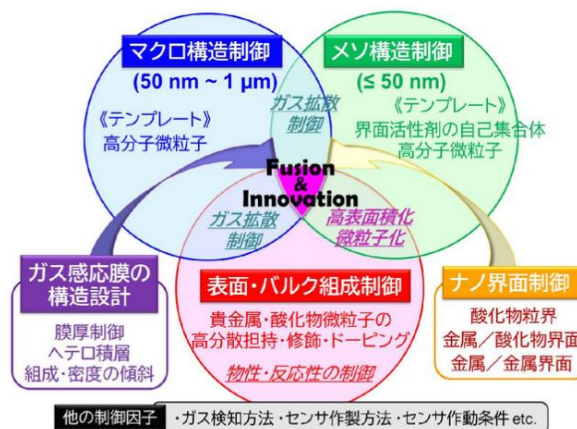 マクロ構造制御
(50 nm ~ 1 μm)
《テンプレート》
高分子微粒子
メソ構造制御
(≤ 50 nm)
《テンプレート》
界面活性剤の自己集合体
高分子微粒子
ガス拡散
制御
Fusion
&
Innovation
ガス拡散
制御
高表面積化
微粒子化
表面・バルク組成制御
貴金属・酸化物微粒子の
高分散担持・修飾・ドーピング
物性・反応性の制御
ガス感応膜の
構造設計
膜厚制御
ヘテロ積層
組成・密度の傾斜
ナノ界面制御
酸化物粒界
金属／酸化物界面
金属／金属界面
他の制御因子
・ガス検知方法・センサ作製方法・センサ作動条件 etc.